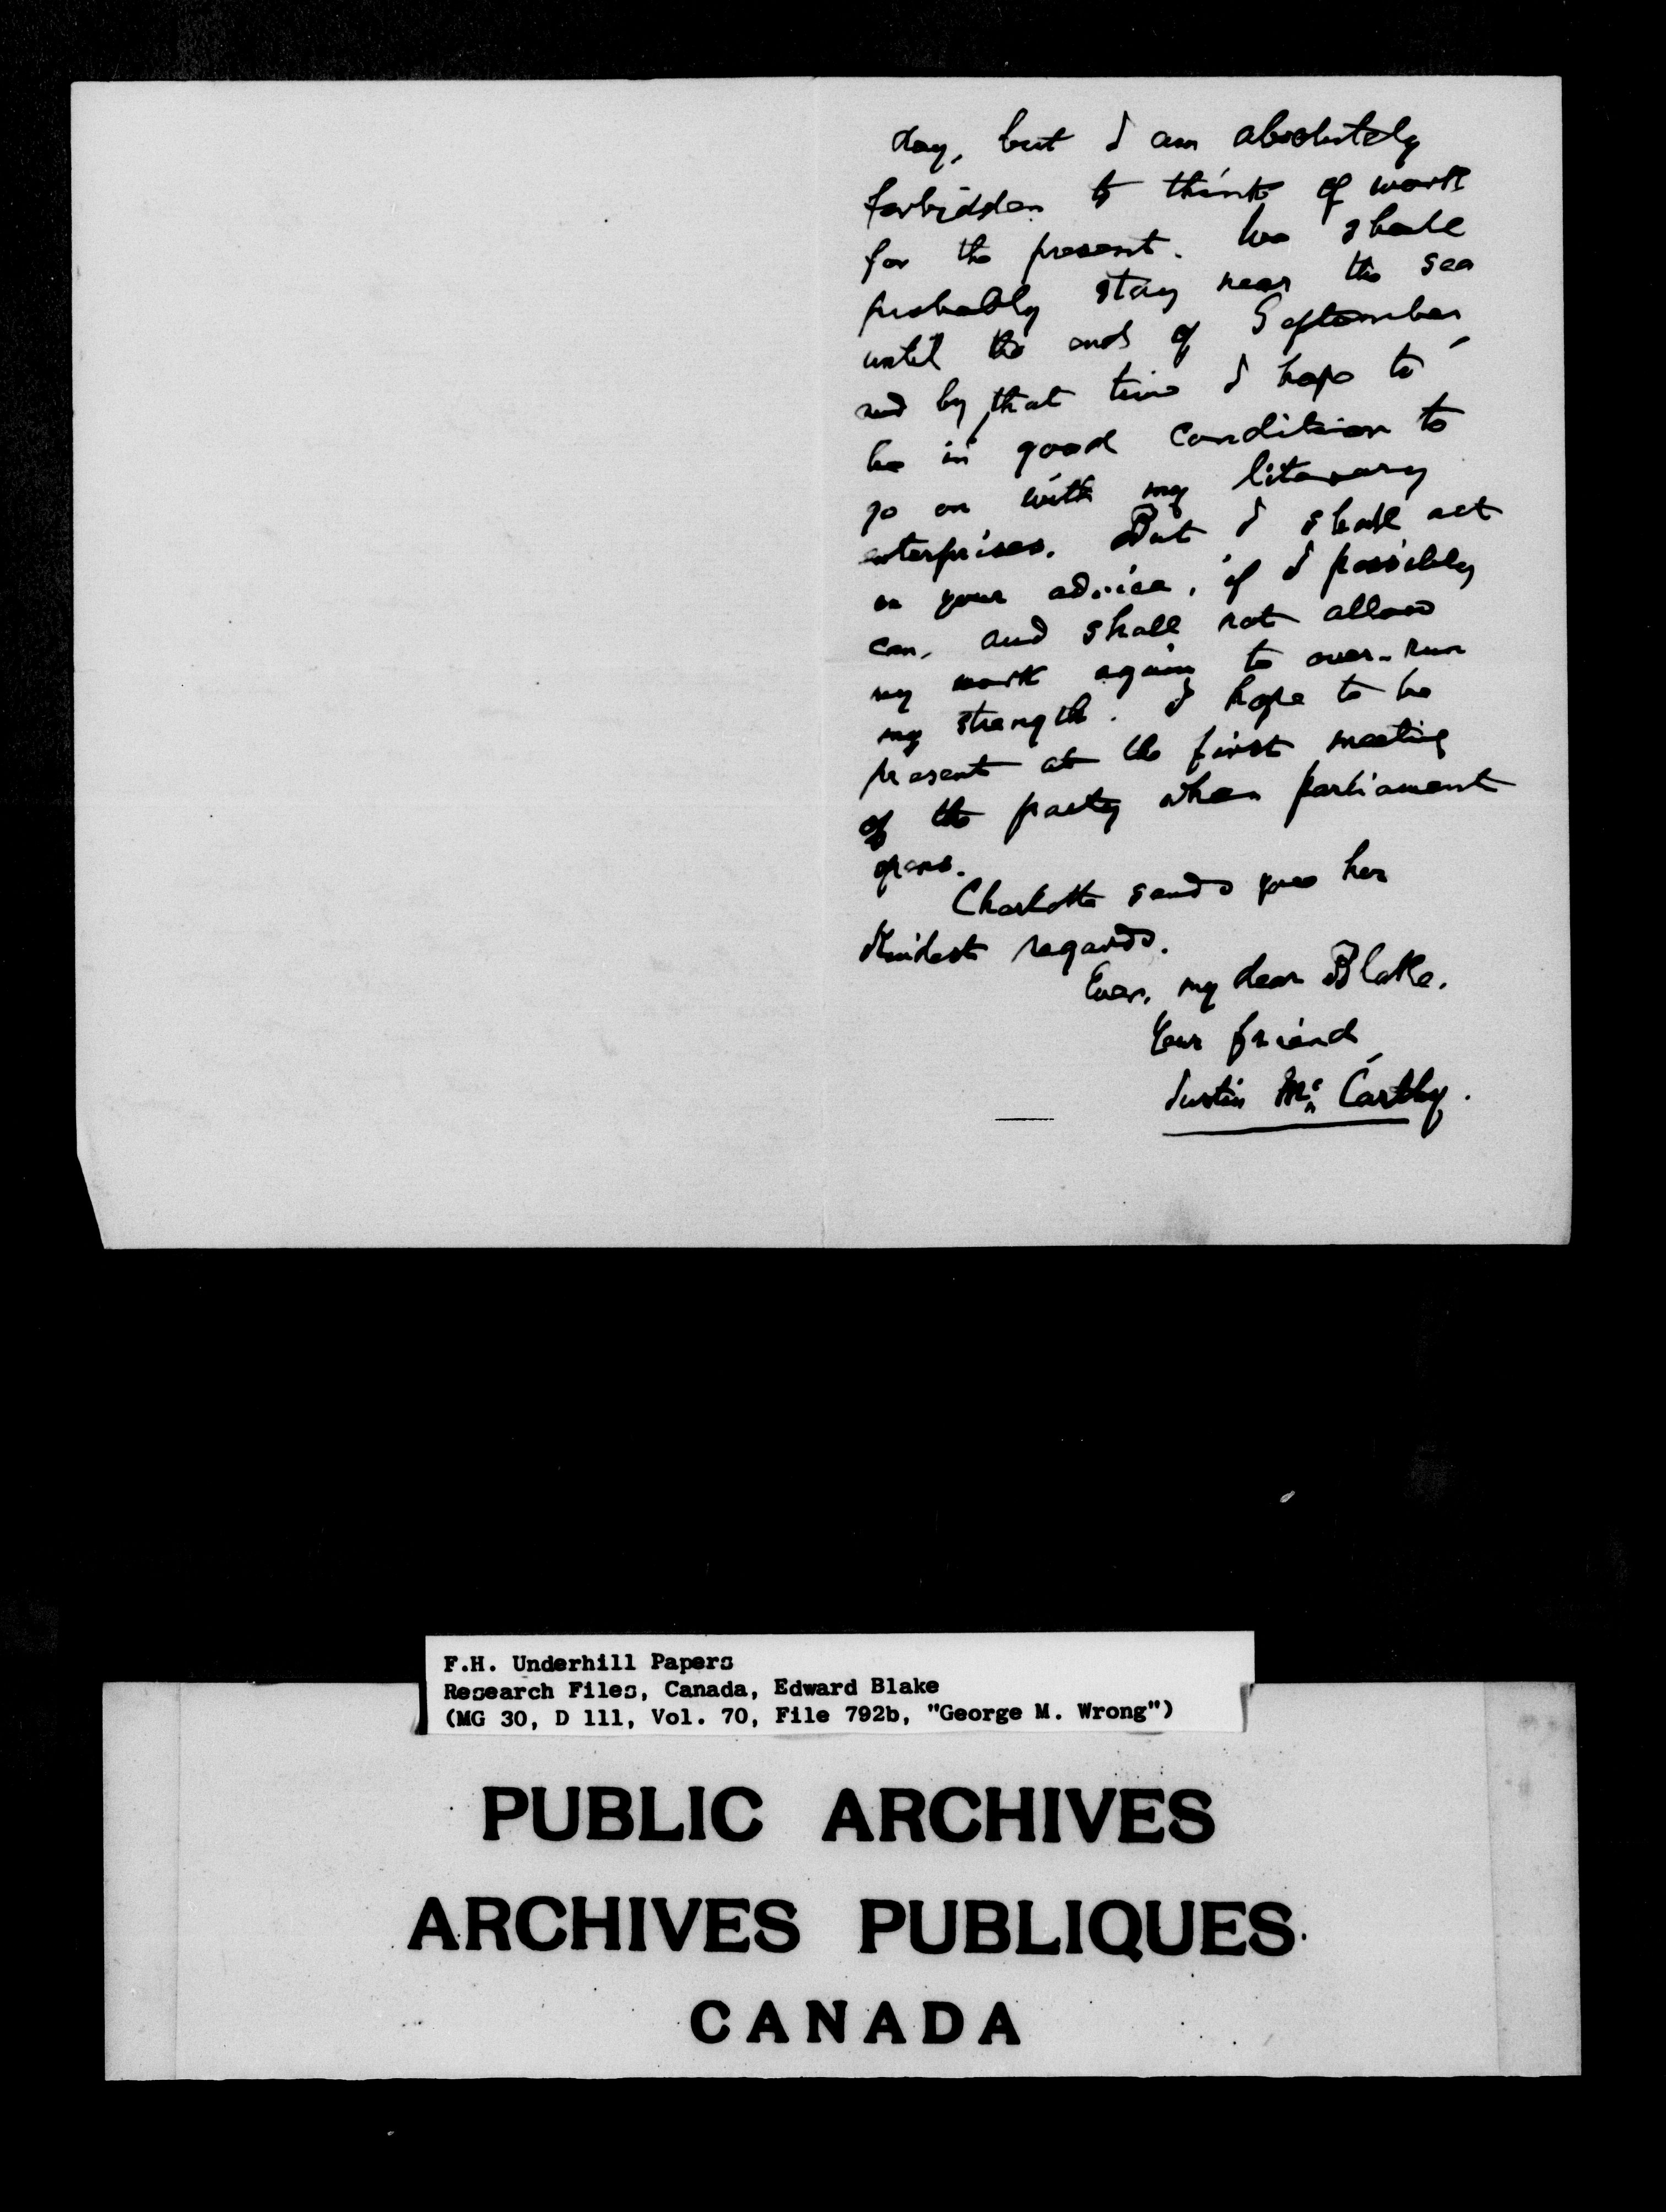 day, but I am absolutely
forbidden to think of work
for the present. We shall
probably stay near the sea
until the end of September,
and by that time I hope to
be in good condition to
go on with my literary
enterprises. But I shall act
on your advice, if I possibly
can, and shall not allow
my work again to over-run
my strength. I hope to be
present at the first meeting
of the party when parliament
opens.
Charlotte sends you her
kindest regards.
Ever, my dear Blake,
Your friend
Justin McCarthy.
F.H. Underhill Papers
Research Files, Canada, Edward Blake
(MG 30, D 111, Vol. 70, File 792b, "George M. Wrong")
PUBLIC ARCHIVES
ARCHIVES PUBLIQUES
CANADA